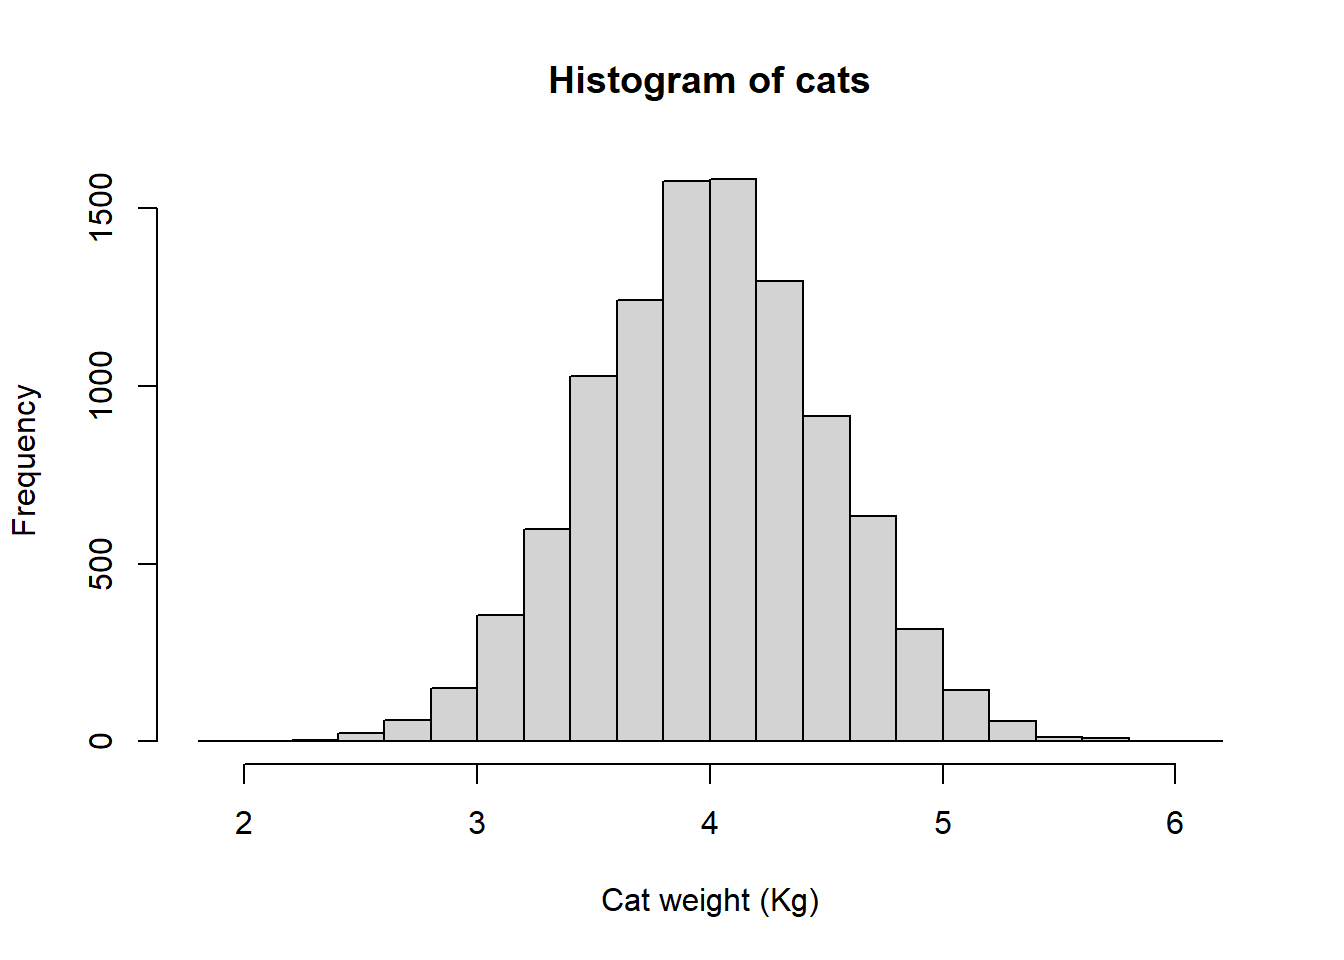 Histogram of cats
1500
1000
500
0
Frequency
2 3 4 5 6
Cat weight (Kg)